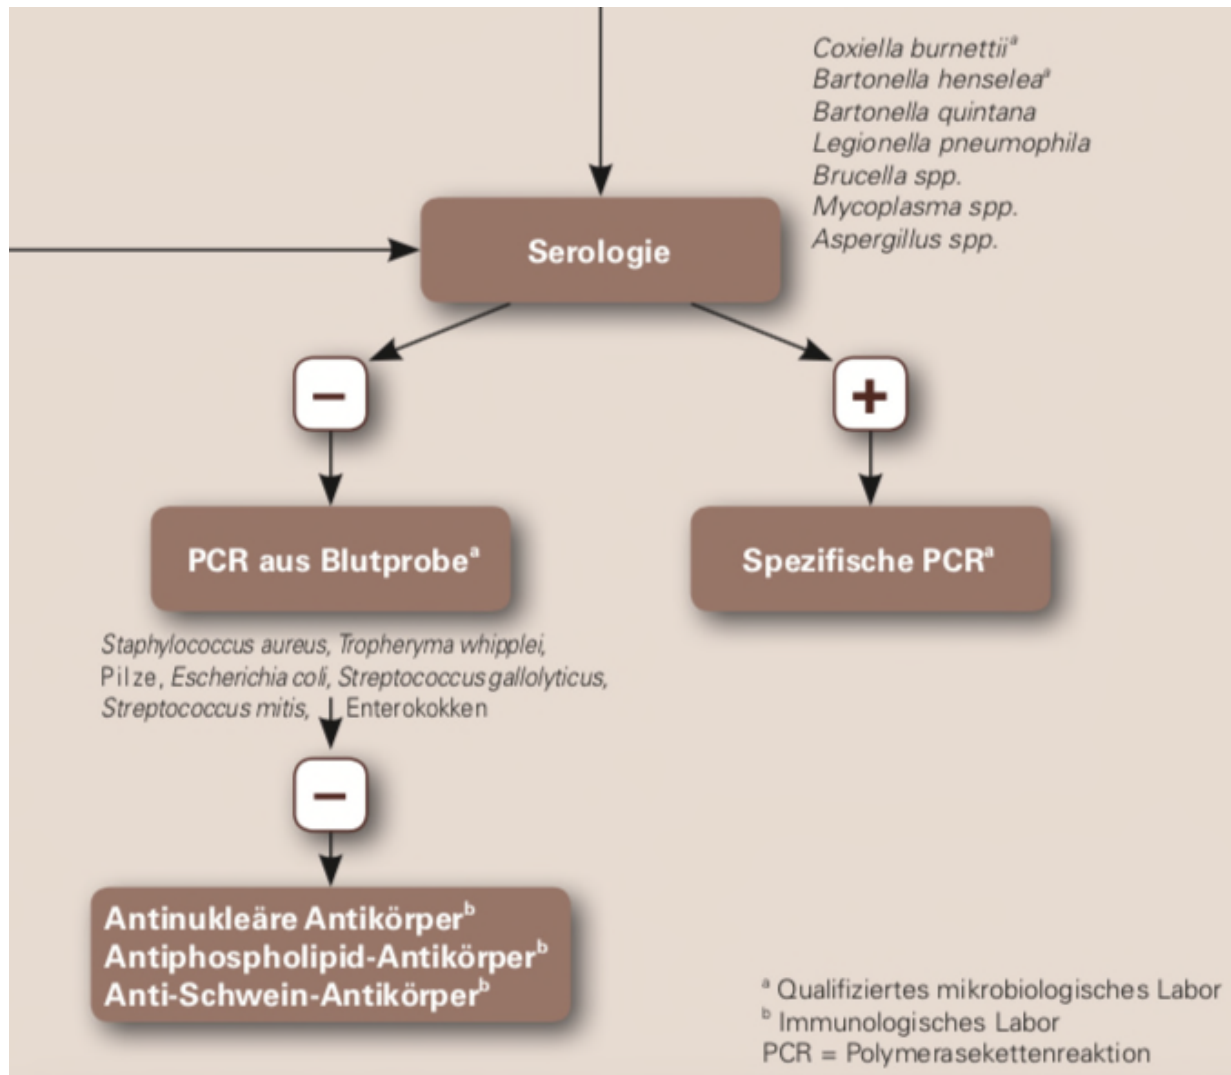 Coxiella burnettiiᵃ
Bartonella henseleaᵃ
Bartonella quintana
Legionella pneumophila
Brucella spp.
Mycoplasma spp.
Aspergillus spp.
Serologie
−
+
PCR aus Blutprobeᵃ
Spezifische PCRᵃ
Staphylococcus aureus, Tropheryma whipplei,
Pilze, Escherichia coli, Streptococcus gallolyticus,
Streptococcus mitis, Enterokokken
−
Antinukleäre Antikörperᵇ
Antiphospholipid-Antikörperᵇ
Anti-Schwein-Antikörperᵇ
ᵃ Qualifiziertes mikrobiologisches Labor
ᵇ Immunologisches Labor
PCR = Polymerasekettenreaktion